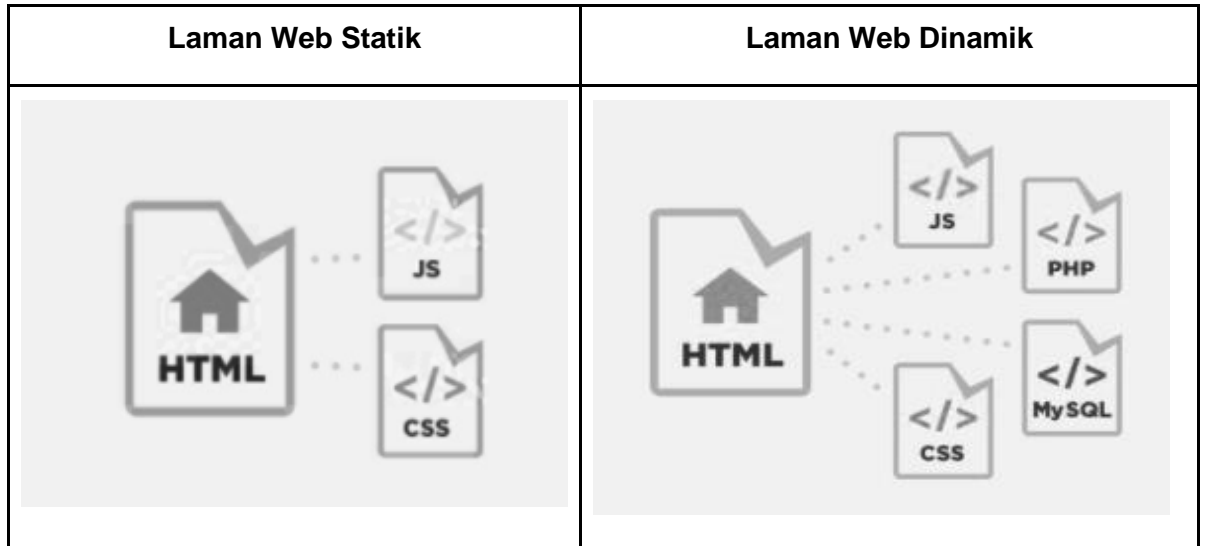 Laman Web Statik
Laman Web Dinamik
</>
JS
HTML
</>
CSS
</>
JS
</>
PHP
HTML
</>
MySQL
</>
CSS